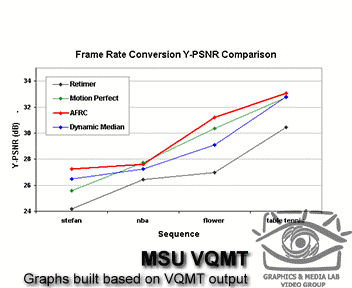 Frame Rate Conversion Y-PSNR Comparison
Y-PSNR (dB)
34
32
30
28
26
24
Retimer
Motion Perfect
AFRC
Dynamic Median
stefan nba flower table tennis
Sequence
MSU VQMT
Graphs built based on VQMT output
GRAPHICS & MEDIA LAB
VIDEO GROUP